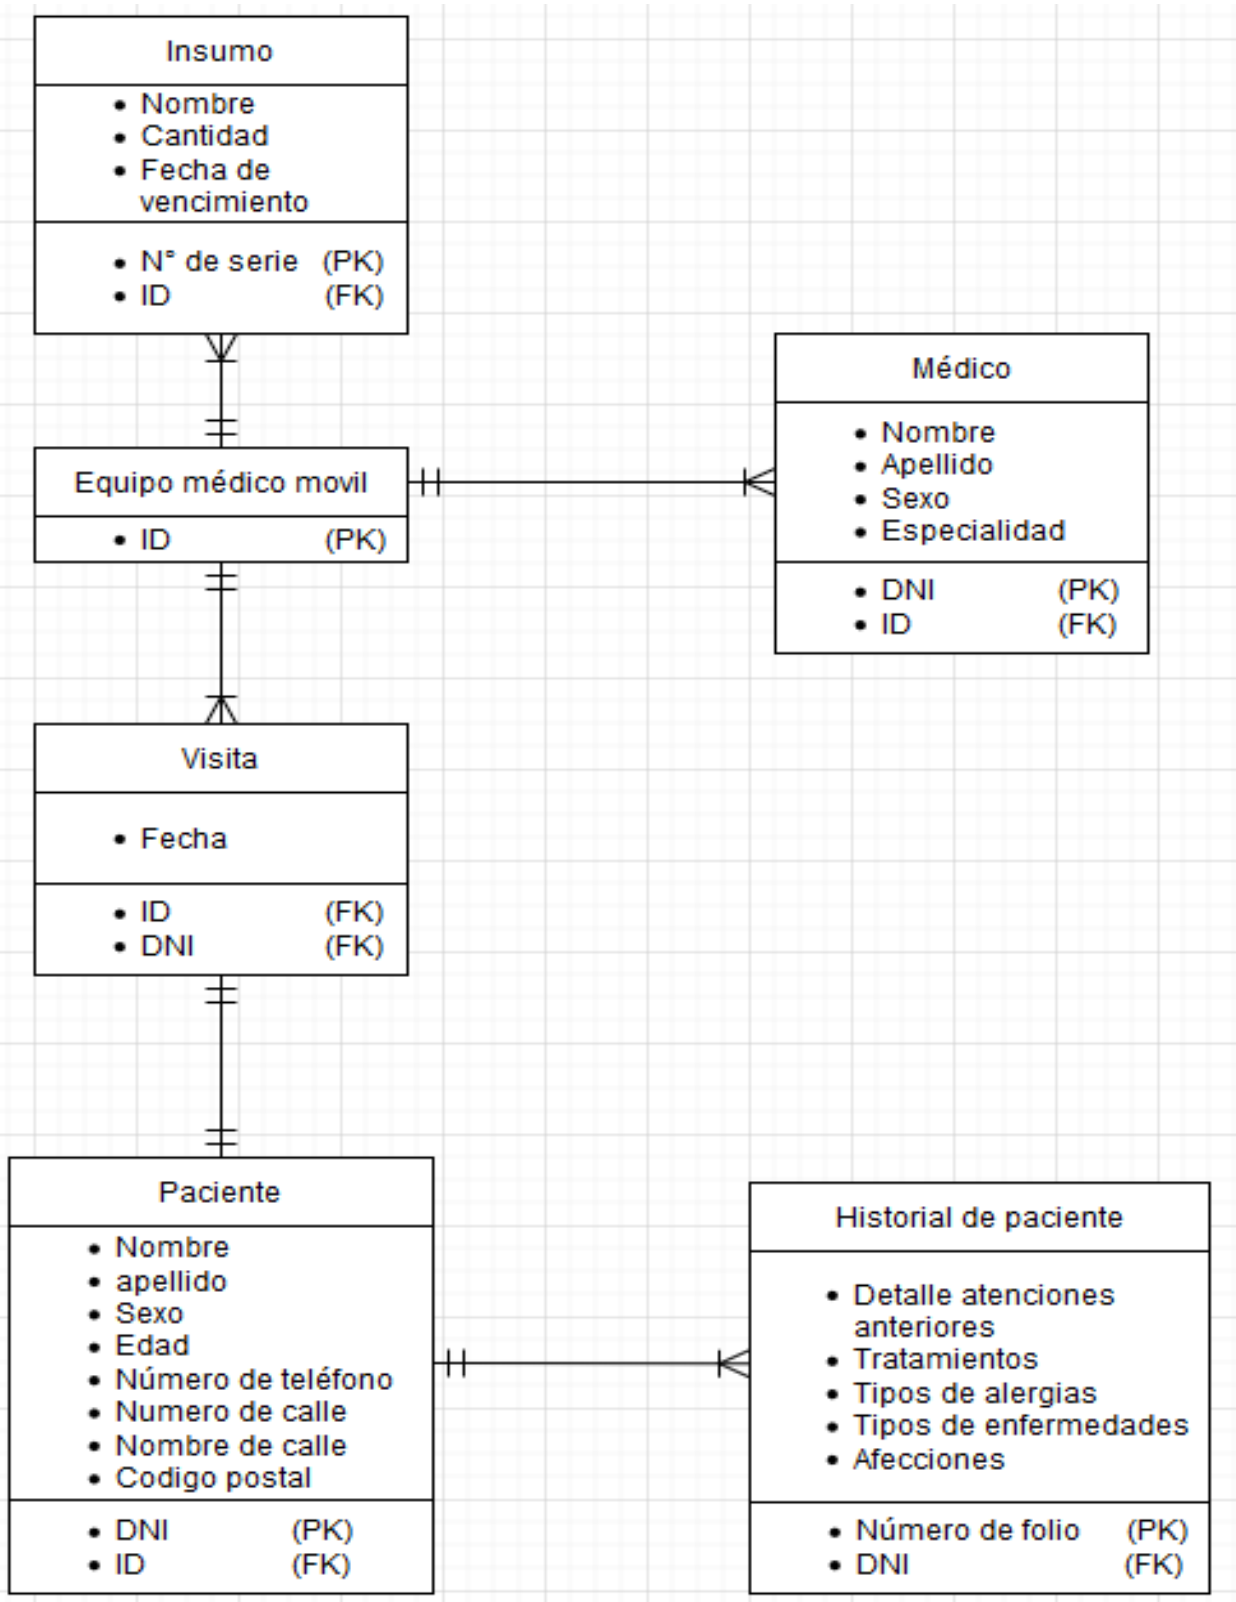 Insumo
• Nombre
• Cantidad
• Fecha de
vencimiento
• N° de serie (PK)
• ID (FK)
Médico
• Nombre
• Apellido
• Sexo
• Especialidad
• DNI (PK)
• ID (FK)
Equipo médico movil
• ID (PK)
Visita
• Fecha
• ID (FK)
• DNI (FK)
Paciente
• Nombre
• apellido
• Sexo
• Edad
• Número de teléfono
• Numero de calle
• Nombre de calle
• Codigo postal
• DNI (PK)
• ID (FK)
Historial de paciente
• Detalle atenciones
anteriores
• Tratamientos
• Tipos de alergias
• Tipos de enfermedades
• Afecciones
• Número de folio (PK)
• DNI (FK)